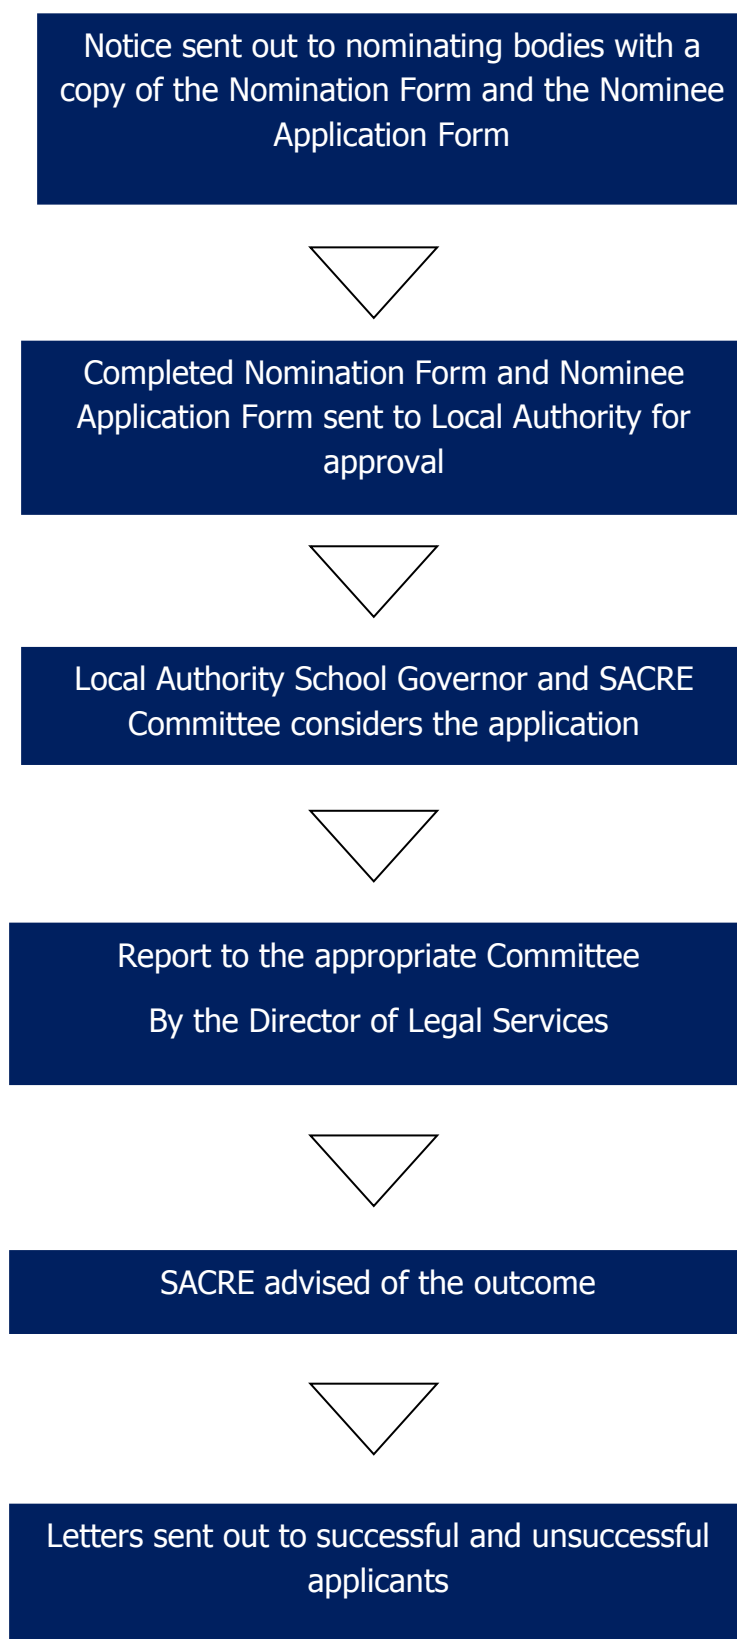 Notice sent out to nominating bodies with a
copy of the Nomination Form and the Nominee
Application Form
Completed Nomination Form and Nominee
Application Form sent to Local Authority for
approval
Local Authority School Governor and SACRE
Committee considers the application
Report to the appropriate Committee
By the Director of Legal Services
SACRE advised of the outcome
Letters sent out to successful and unsuccessful
applicants